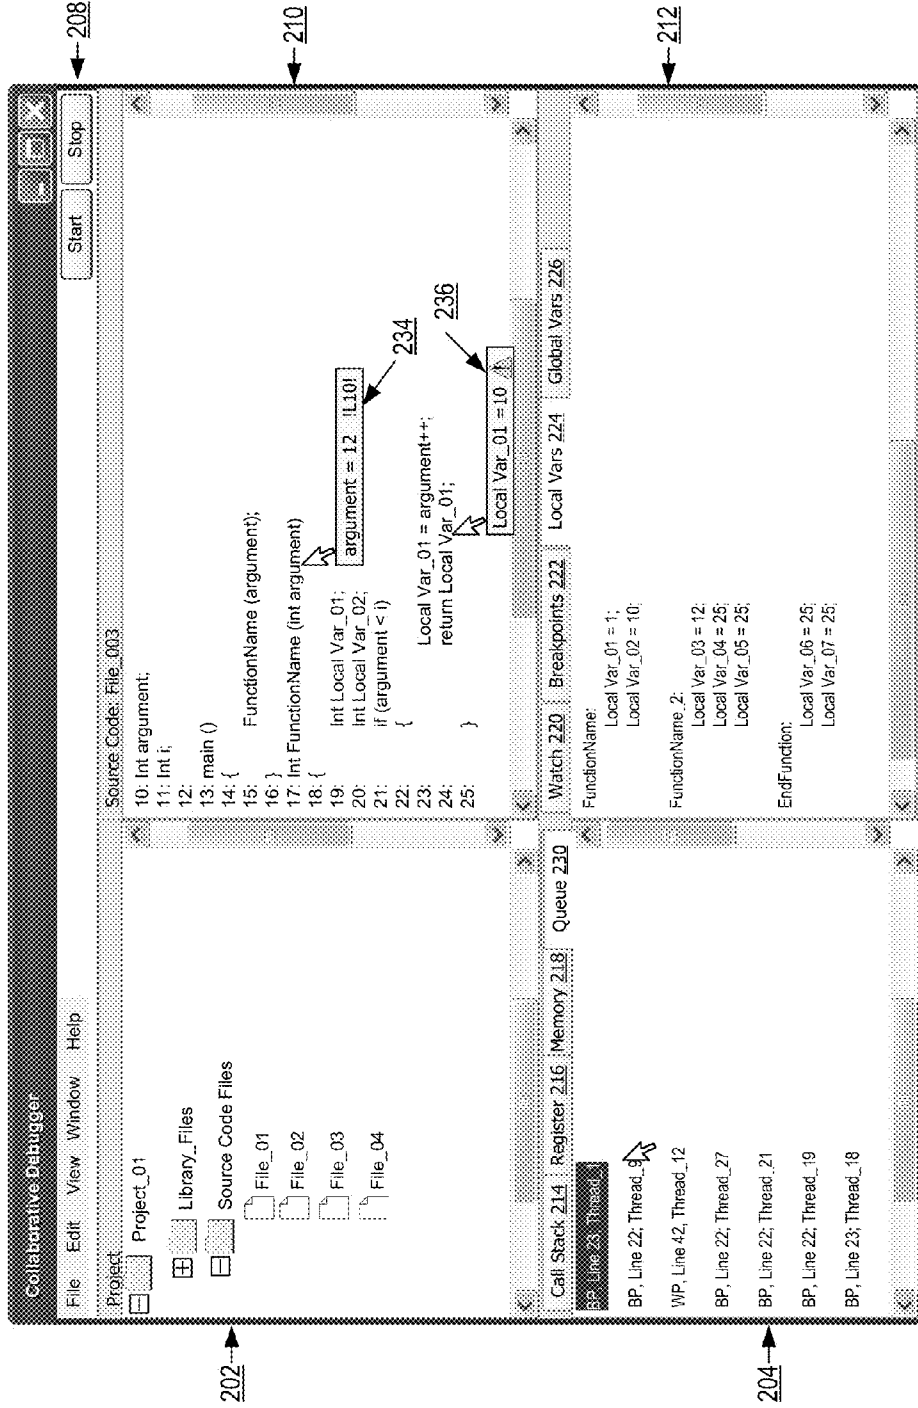 Collaborative Debugger
File Edit View Window Help
Start Stop
208
Project
Project_01
Library_Files
Source Code Files
File_01
File_02
File_03
File_04
202
Source Code: File_003
10: Int argument;
11: Int i;
12:
13: main ()
14: {
15: FunctionName (argument);
16: }
17: Int FunctionName (int argument)
18: {
19: Int Local Var_01;
20: Int Local Var_02;
21: if (argument < i)
22: {
23: Local Var_01 = argument++;
24: return Local Var_01;
25: }
argument = 12 !L10!
234
Local Var_01 =10 !
236
210
Call Stack 214 Register 216 Memory 218 Queue 230
BP, Line 23, Thread_1
BP, Line 22; Thread_9
WP, Line 42, Thread_12
BP, Line 22; Thread_27
BP, Line 22; Thread_21
BP, Line 22; Thread_19
BP, Line 23; Thread_18
204
Watch 220 Breakpoints 222 Local Vars 224 Global Vars 226
FunctionName:
Local Var_01 = 1;
Local Var_02 = 10;
FunctionName_2:
Local Var_03 = 12;
Local Var_04 = 25;
Local Var_05 = 25;
EndFunction:
Local Var_06 = 25;
Local Var_07 = 25;
212